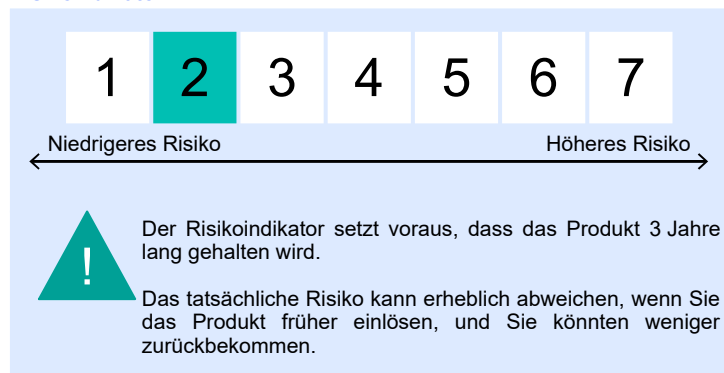 1 2 3 4 5 6 7
Niedrigeres Risiko Höheres Risiko
!
Der Risikoindikator setzt voraus, dass das Produkt 3 Jahre
lang gehalten wird.
Das tatsächliche Risiko kann erheblich abweichen, wenn Sie
das Produkt früher einlösen, und Sie könnten weniger
zurückbekommen.